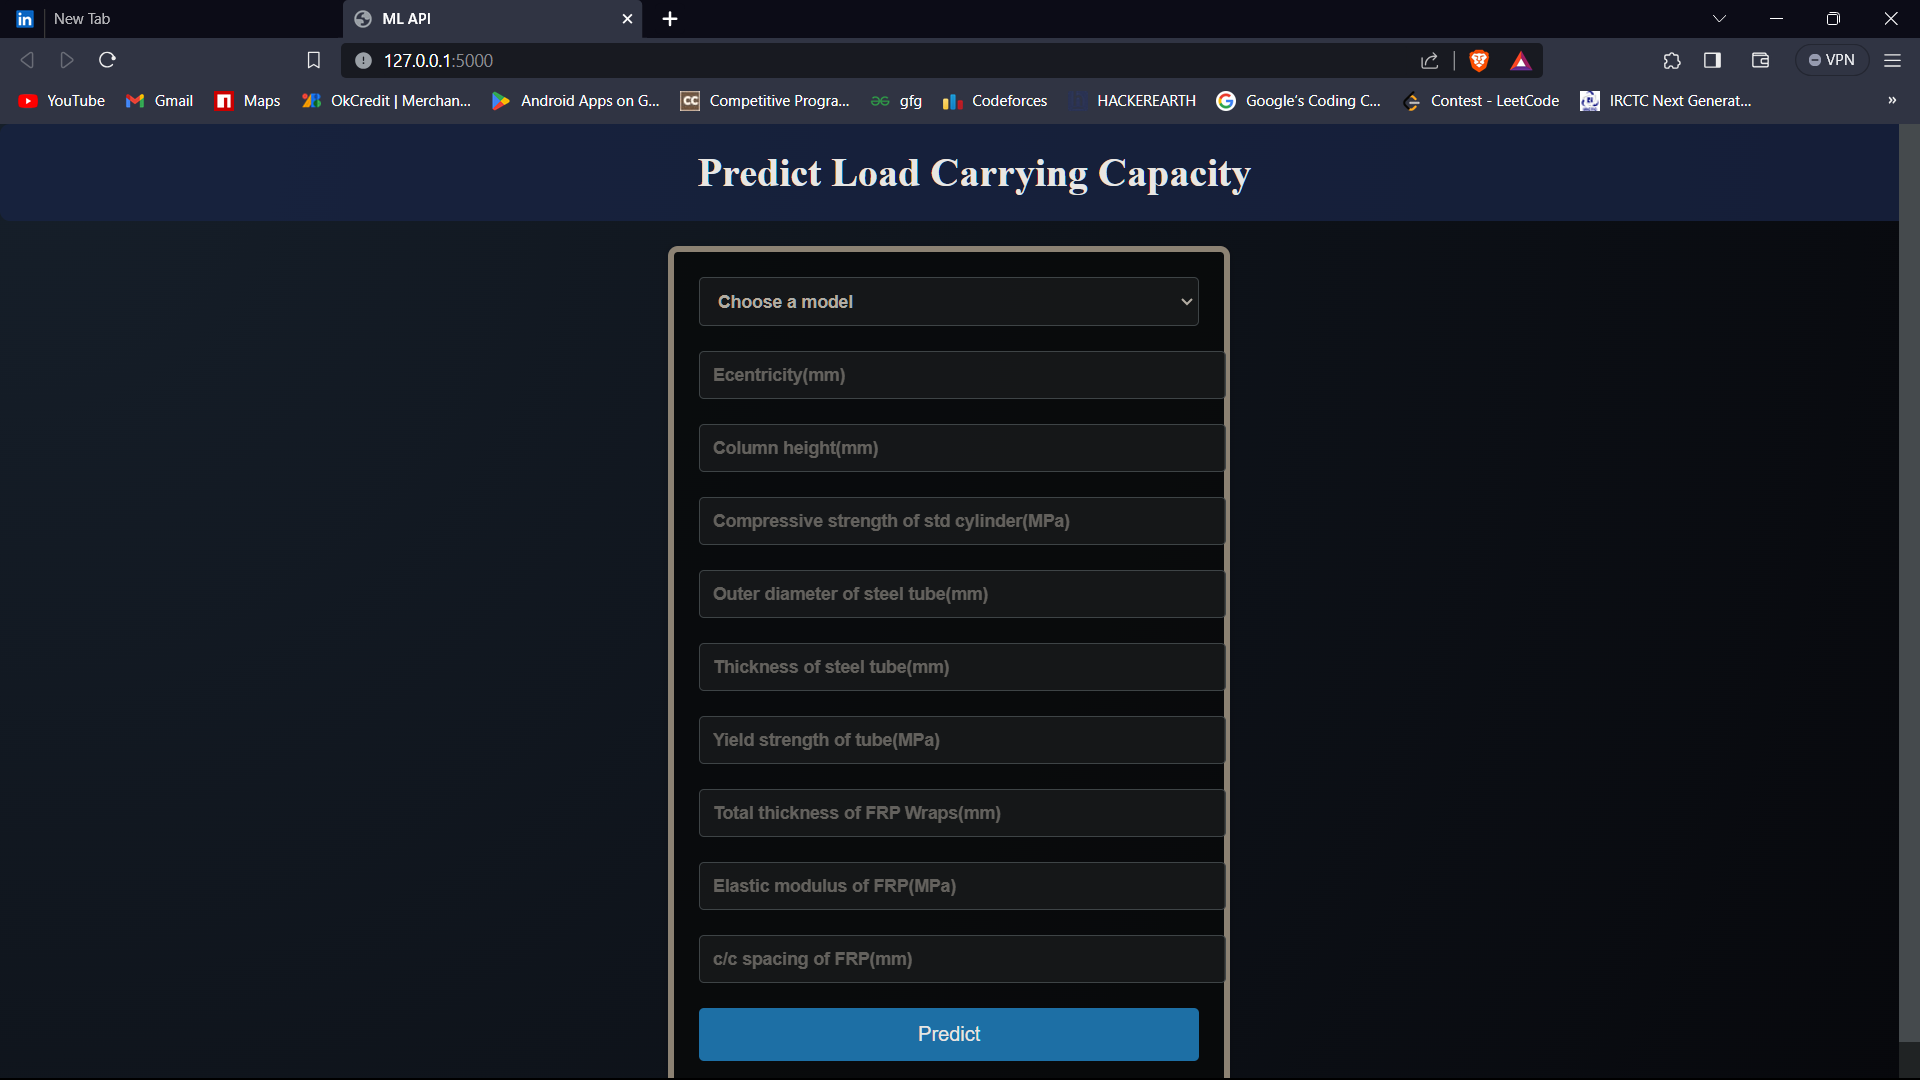 New Tab
ML API
127.0.0.1:5000
VPN
YouTube Gmail Maps OkCredit | Merchan... Android Apps on G... Competitive Progra... gfg Codeforces HACKEREARTH Google's Coding C... Contest - LeetCode IRCTC Next Generat... »
Predict Load Carrying Capacity
Choose a model
Ecentricity(mm)
Column height(mm)
Compressive strength of std cylinder(MPa)
Outer diameter of steel tube(mm)
Thickness of steel tube(mm)
Yield strength of tube(MPa)
Total thickness of FRP Wraps(mm)
Elastic modulus of FRP(MPa)
c/c spacing of FRP(mm)
Predict